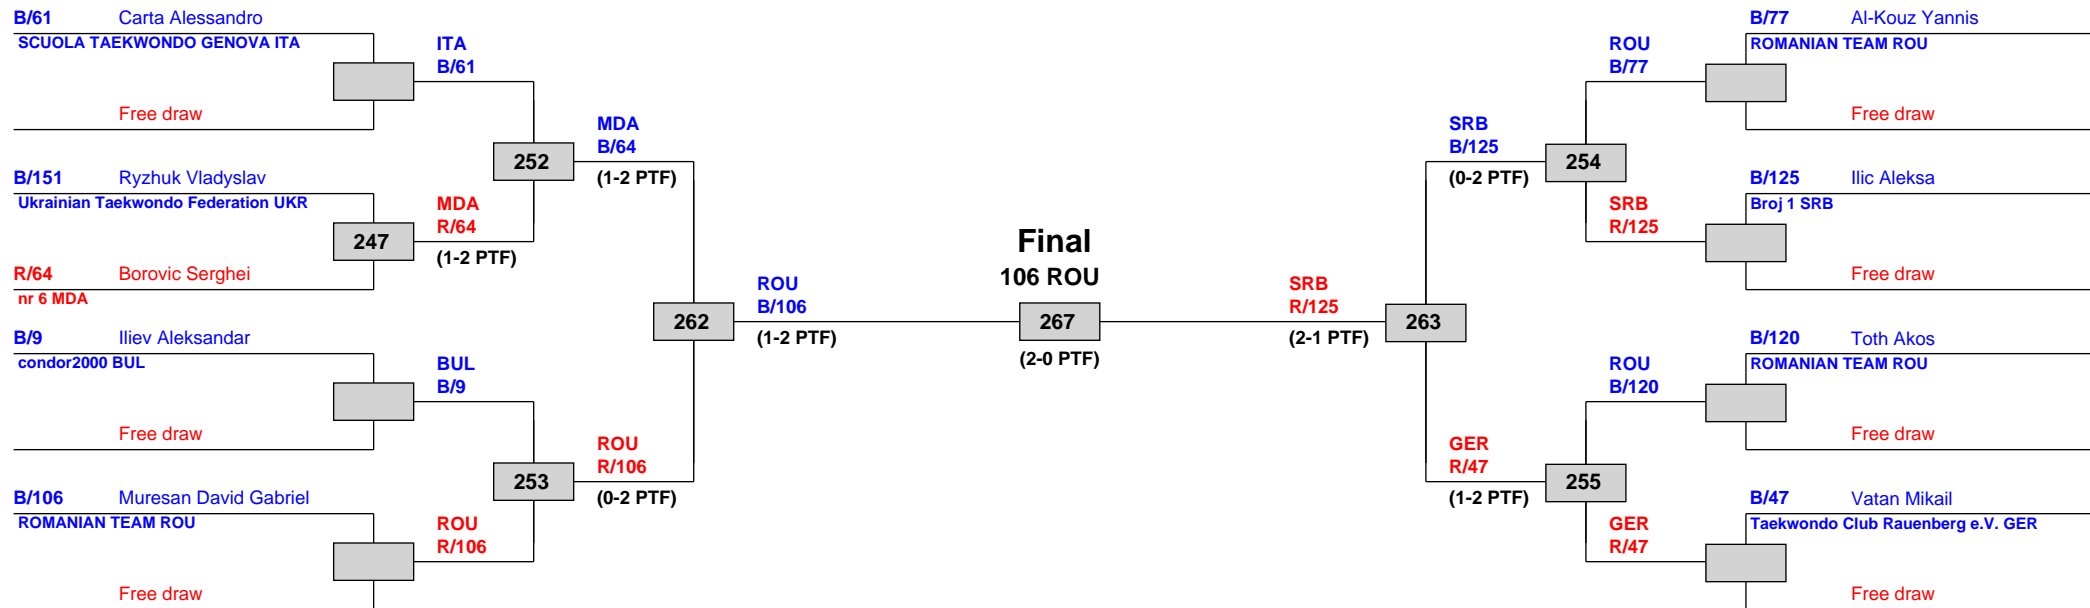 B/61 Carta Alessandro
SCUOLA TAEKWONDO GENOVA ITA
Free draw
B/151 Ryzhuk Vladyslav
Ukrainian Taekwondo Federation UKR
R/64 Borovic Serghei
nr 6 MDA
B/9 Iliev Aleksandar
condor2000 BUL
Free draw
B/106 Muresan David Gabriel
ROMANIAN TEAM ROU
Free draw
ITA
B/61
247
MDA
R/64
(1-2 PTF)
BUL
B/9
ROU
R/106
252
MDA
B/64
(1-2 PTF)
253
ROU
R/106
(0-2 PTF)
262
ROU
B/106
(1-2 PTF)
Final
106 ROU
267
(2-0 PTF)
SRB
R/125
(2-1 PTF)
263
SRB
B/125
(0-2 PTF)
254
GER
R/47
(1-2 PTF)
255
ROU
B/77
SRB
R/125
ROU
B/120
GER
R/47
B/77 Al-Kouz Yannis
ROMANIAN TEAM ROU
Free draw
B/125 Ilic Aleksa
Broj 1 SRB
Free draw
B/120 Toth Akos
ROMANIAN TEAM ROU
Free draw
B/47 Vatan Mikail
Taekwondo Club Rauenberg e.V. GER
Free draw